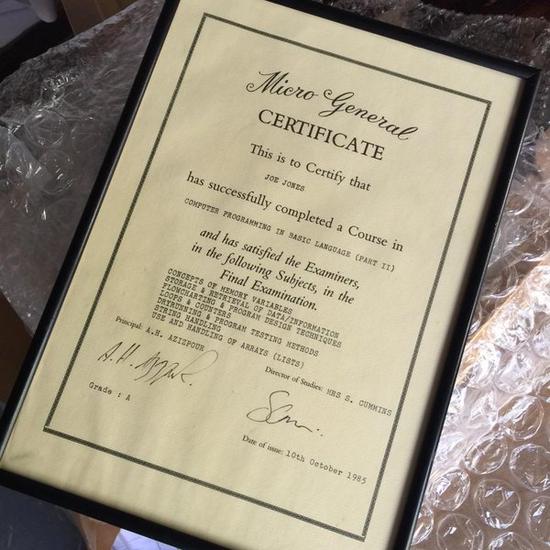 Micro General
CERTIFICATE
This is to Certify that
JOE JONES
has successfully completed a Course in
COMPUTER PROGRAMMING IN BASIC LANGUAGE (PART II)
and has satisfied the Examiners,
in the following Subjects, in the
Final Examination.
CONCEPTS OF MEMORY VARIABLES
STORAGE & RETRIEVAL OF DATA/INFORMATION
FLOWCHARTING & PROGRAM DESIGN TECHNIQUES
LOOPS & COUNTERS
DRYRUNNING & PROGRAM TESTING METHODS
STRING HANDLING
USE AND HANDLING OF ARRAYS (LISTS)
Principal: A.H. AZIZPOUR
Director of Studies: MRS S. CUMMINS
Grade : A
Date of issue: 10th October 1985